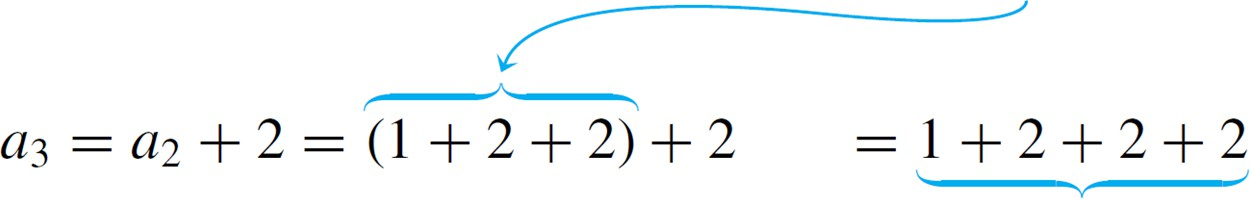 a₃ = a₂ + 2 = (1 + 2 + 2) + 2 = 1 + 2 + 2 + 2